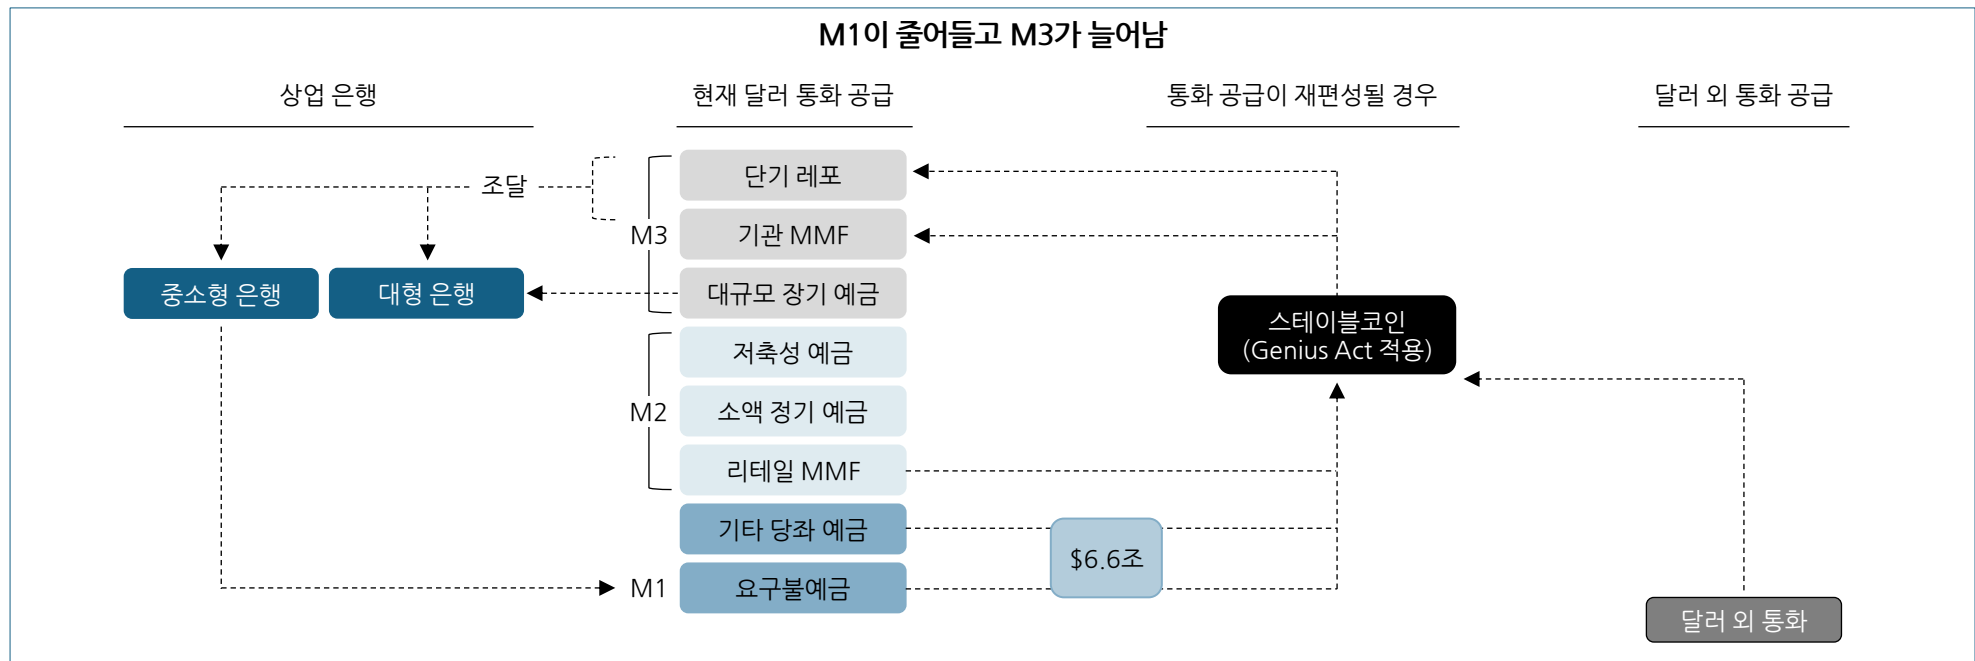 M1이 줄어들고 M3가 늘어남
상업 은행
현재 달러 통화 공급
통화 공급이 재편성될 경우
달러 외 통화 공급
조달
단기 레포
M3
기관 MMF
중소형 은행
대형 은행
대규모 장기 예금
스테이블코인
(Genius Act 적용)
저축성 예금
M2
소액 정기 예금
리테일 MMF
기타 당좌 예금
$6.6조
M1
요구불예금
달러 외 통화